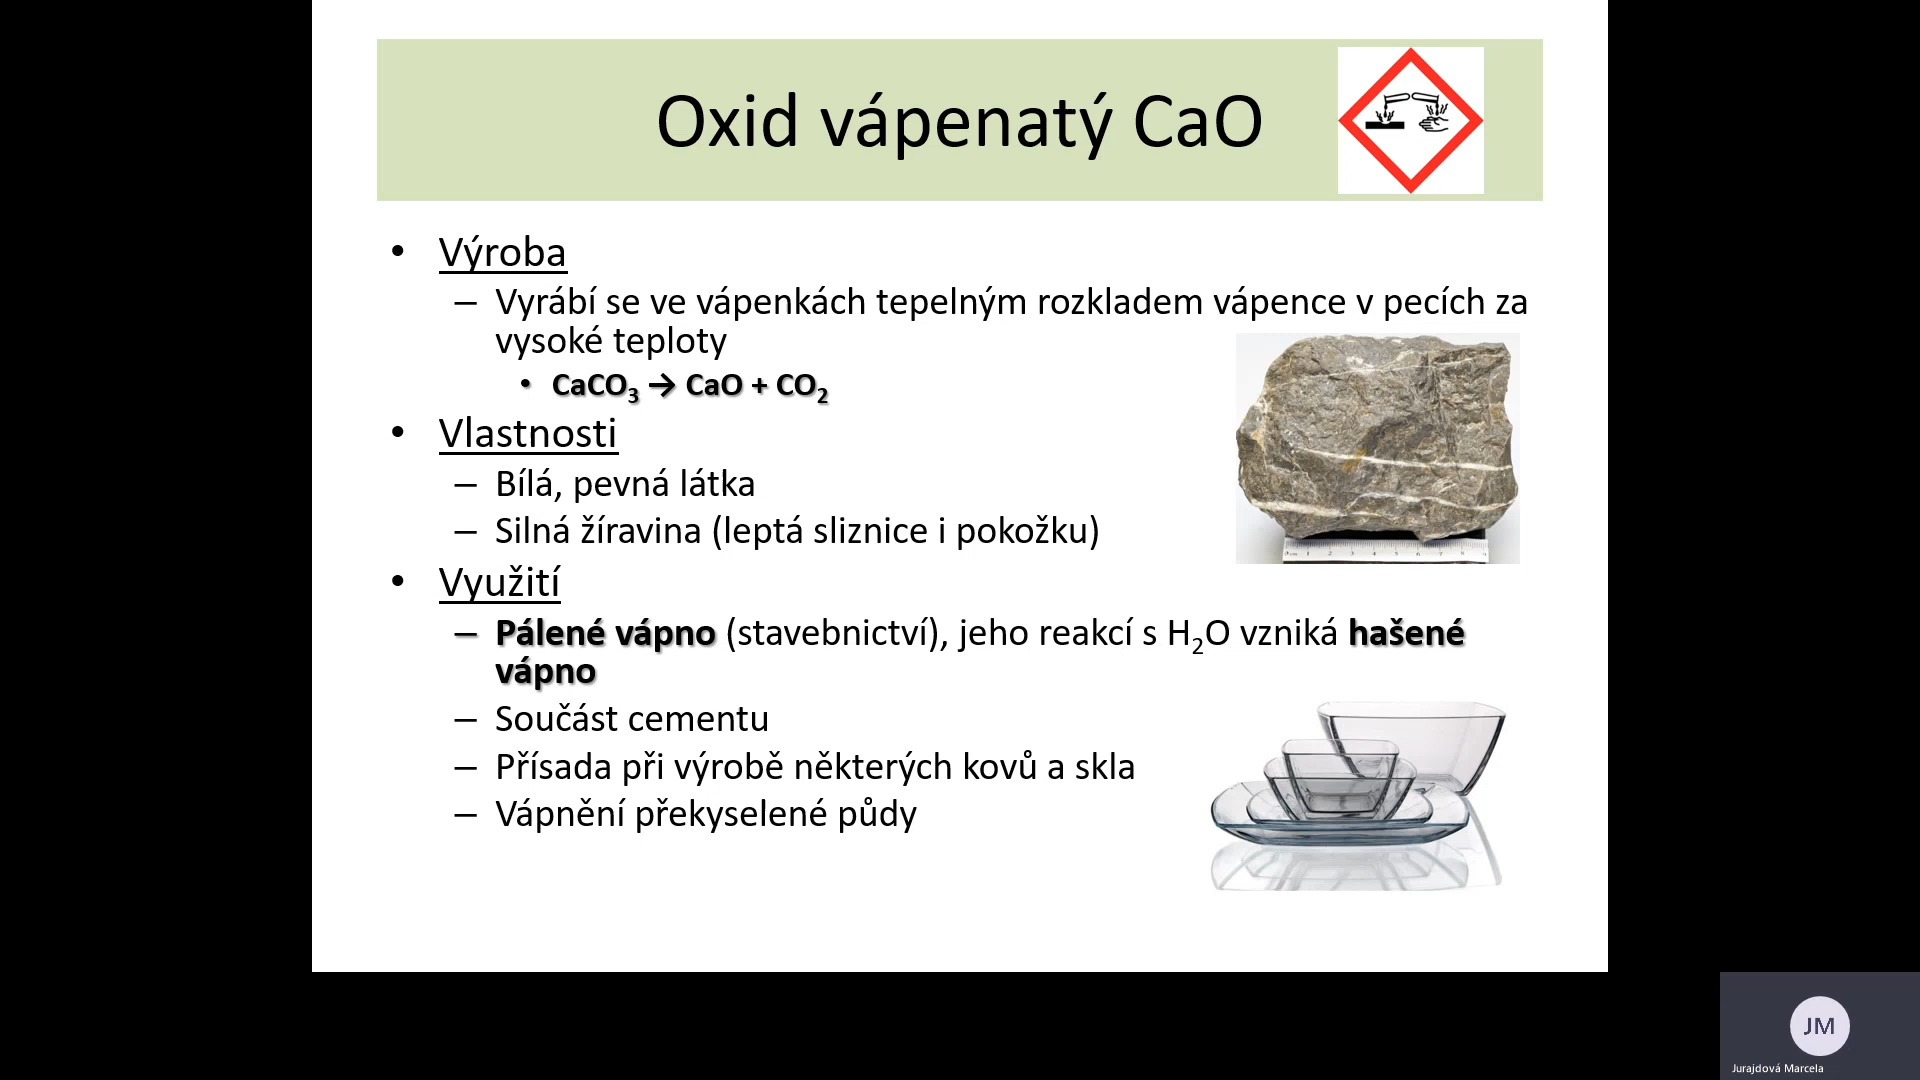 Oxid vápenatý CaO
• Výroba
– Vyrábí se ve vápenkách tepelným rozkladem vápence v pecích za
vysoké teploty
• CaCO₃ → CaO + CO₂
• Vlastnosti
– Bílá, pevná látka
– Silná žíravina (leptá sliznice i pokožku)
• Využití
– Pálené vápno (stavebnictví), jeho reakcí s H₂O vzniká hašené
vápno
– Součást cementu
– Přísada při výrobě některých kovů a skla
– Vápnění překyselené půdy
JM
Jurajdová Marcela